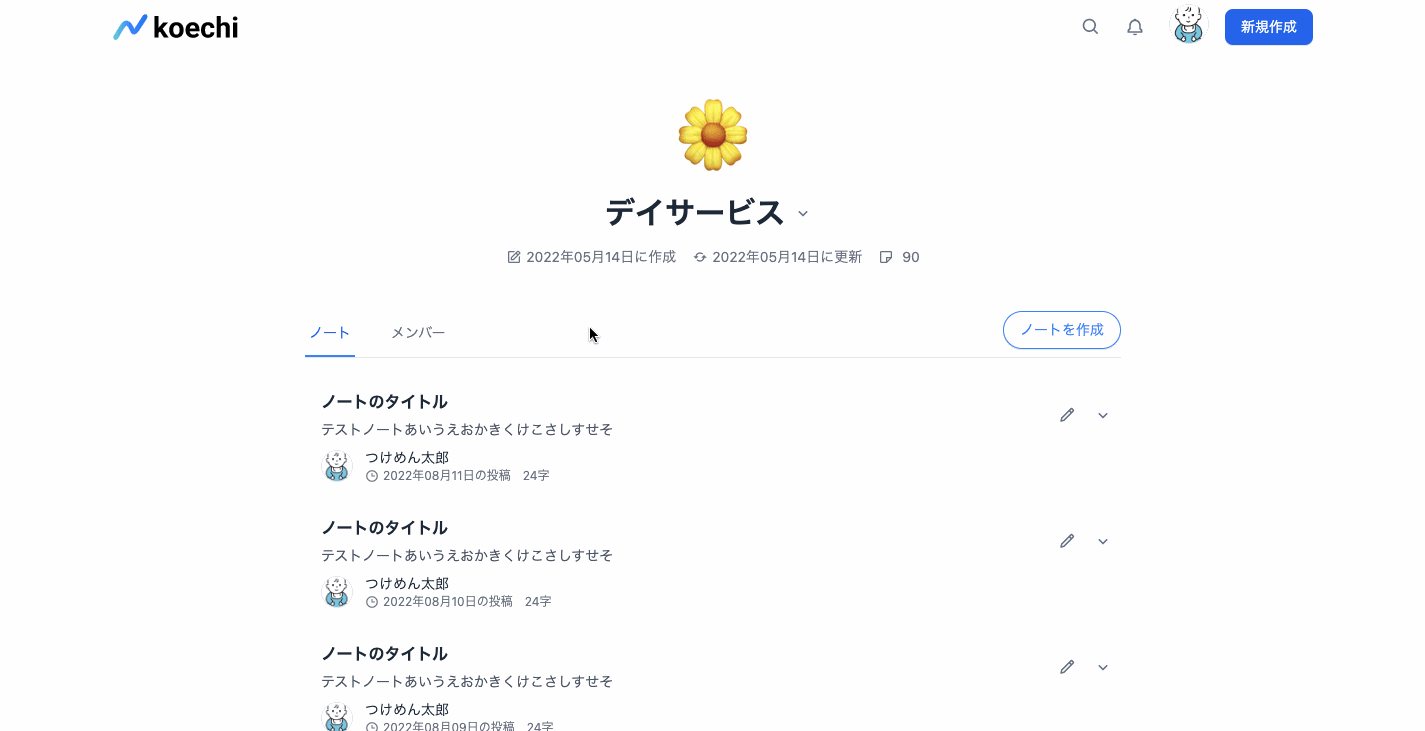 koechi
新規作成
デイサービス
2022年05月14日に作成 2022年05月14日に更新 90
ノート メンバー ノートを作成
ノートのタイトル
テストノートあいうえおかきくけこさしすせそ
つけめん太郎
2022年08月11日の投稿 24字
ノートのタイトル
テストノートあいうえおかきくけこさしすせそ
つけめん太郎
2022年08月10日の投稿 24字
ノートのタイトル
テストノートあいうえおかきくけこさしすせそ
つけめん太郎
2022年08月09日の投稿 24字